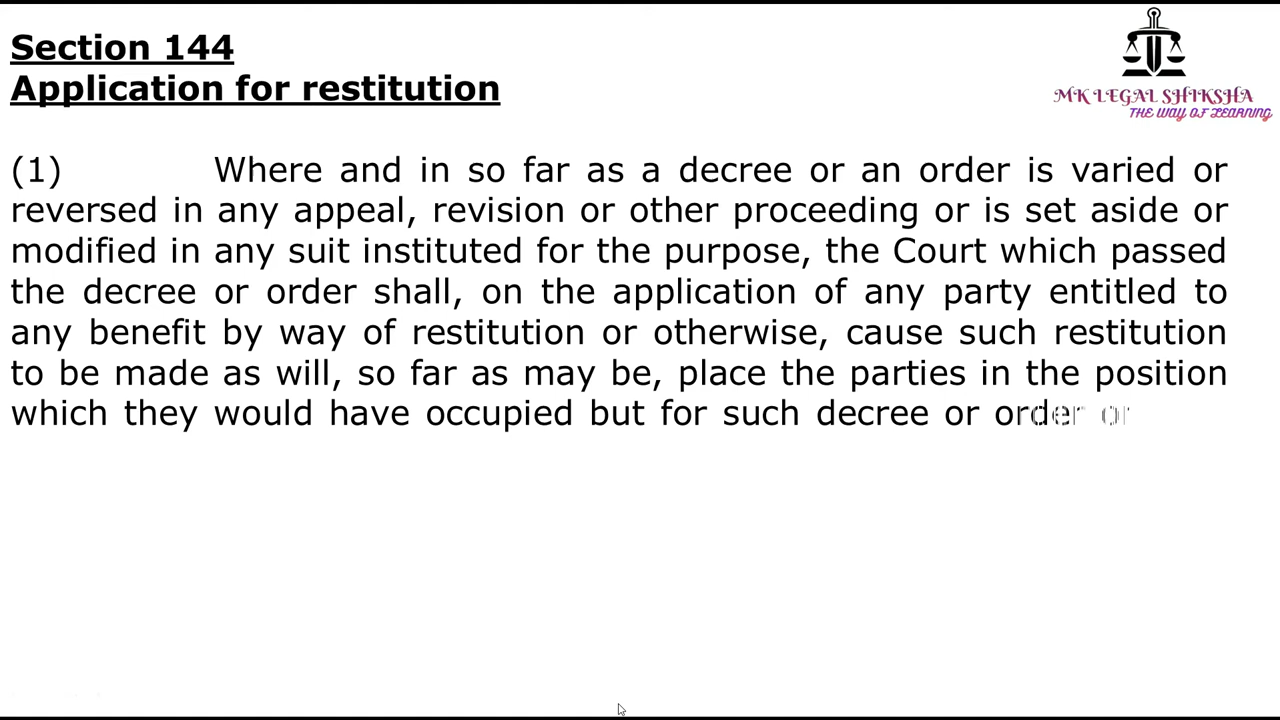 Section 144
Application for restitution
MK LEGAL SHIKSHA
THE WAY OF LEARNING
(1) Where and in so far as a decree or an order is varied or
reversed in any appeal, revision or other proceeding or is set aside or
modified in any suit instituted for the purpose, the Court which passed
the decree or order shall, on the application of any party entitled to
any benefit by way of restitution or otherwise, cause such restitution
to be made as will, so far as may be, place the parties in the position
which they would have occupied but for such decree or order or